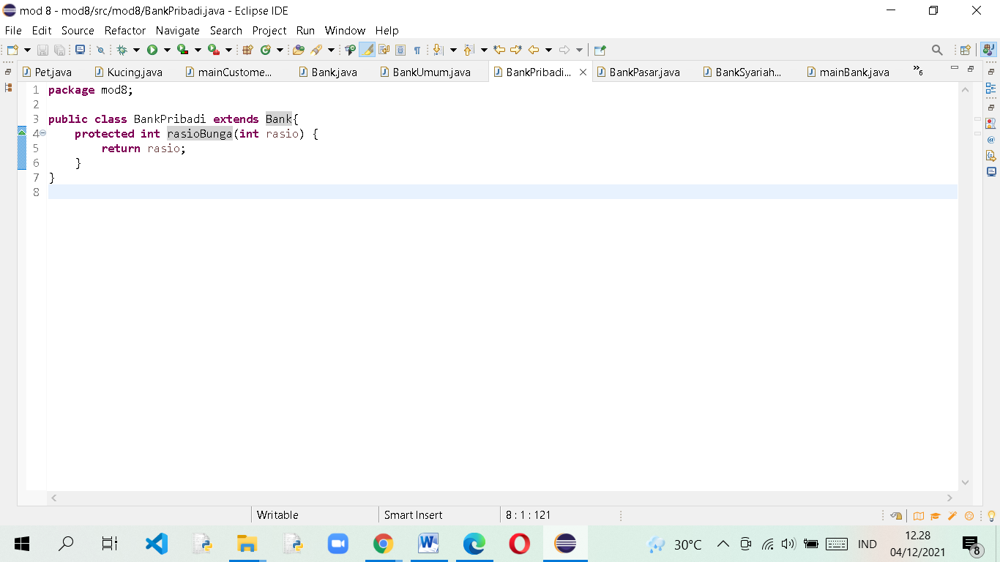 mod 8 - mod8/src/mod8/BankPribadi.java - Eclipse IDE
File Edit Source Refactor Navigate Search Project Run Window Help
Pet.java Kucing.java mainCustome... Bank.java BankUmum.java BankPribadi... BankPasar.java BankSyariah... mainBank.java »6
1 package mod8;
2
3 public class BankPribadi extends Bank{
4 protected int rasioBunga(int rasio) {
5 return rasio;
6 }
7 }
8
Writable Smart Insert 8 : 1 : 121
30°C IND 12.28
04/12/2021 8